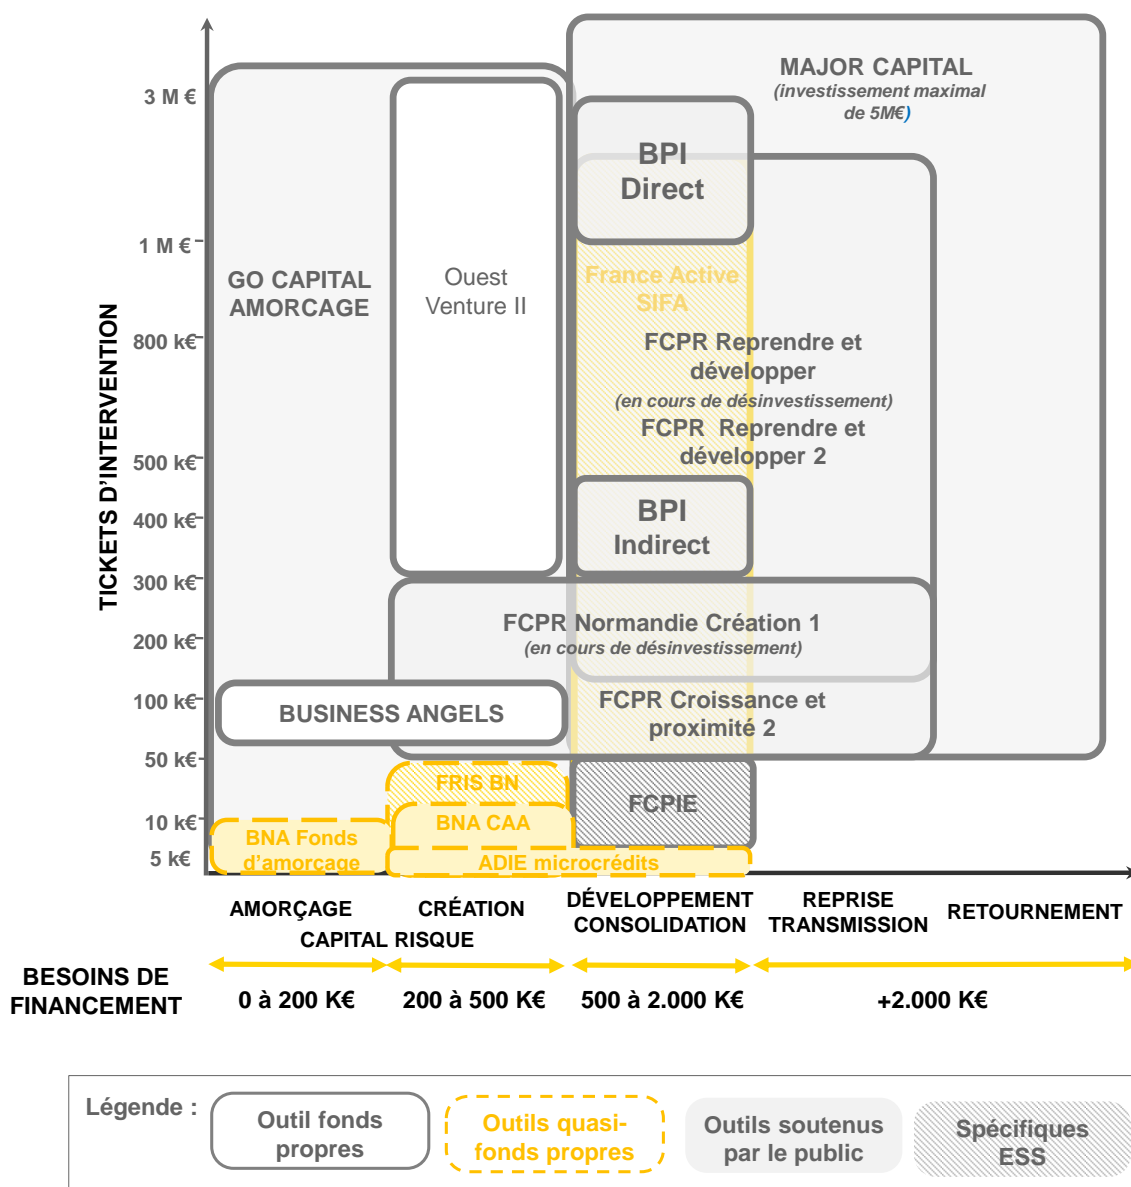 MAJOR CAPITAL
(investissement maximal
de 5M€)
3 M €
BPI
Direct
1 M €
GO CAPITAL
AMORCAGE
Ouest
Venture II
France Active
SIFA
TICKETS D'INTERVENTION
800 k€
FCPR Reprendre et
développer
(en cours de désinvestissement)
FCPR Reprendre et
développer 2
500 k€
BPI
Indirect
400 k€
300 k€
FCPR Normandie Création 1
(en cours de désinvestissement)
200 k€
100 k€
BUSINESS ANGELS
FCPR Croissance et
proximité 2
50 k€
FRIS BN
FCPIE
10 k€
BNA CAA
BNA Fonds
d'amorcage
5 k€
ADIE microcrédits
AMORÇAGE
CRÉATION
CAPITAL RISQUE
DÉVELOPPEMENT
CONSOLIDATION
REPRISE
TRANSMISSION
RETOURNEMENT
BESOINS DE
FINANCEMENT
0 à 200 K€
200 à 500 K€
500 à 2.000 K€
+2.000 K€
Légende :
Outil fonds
propres
Outils quasi-
fonds propres
Outils soutenus
par le public
Spécifiques
ESS